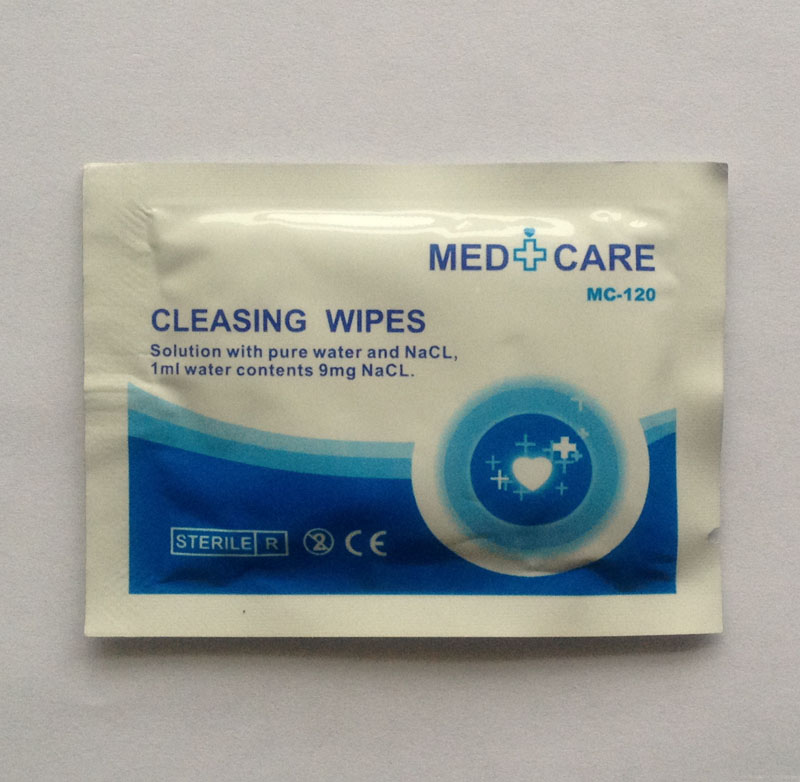 MED CARE
MC-120
CLEASING WIPES
Solution with pure water and NaCL,
1ml water contents 9mg NaCL.
STERILE R 2 CE